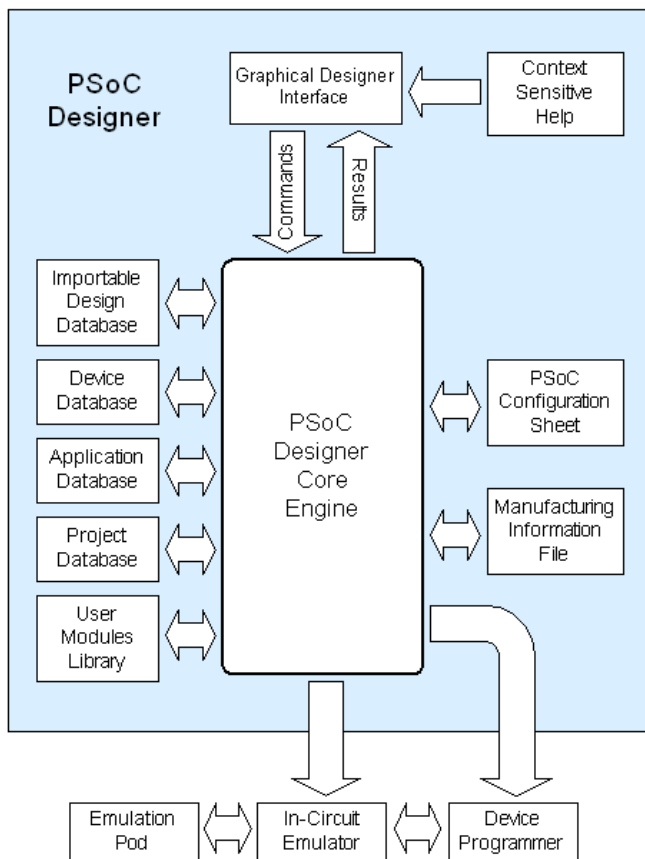 PSoC
Designer
Graphical Designer
Interface
Context
Sensitive
Help
Commands
Results
Importable
Design
Database
Device
Database
Application
Database
Project
Database
User
Modules
Library
PSoC
Designer
Core
Engine
PSoC
Configuration
Sheet
Manufacturing
Information
File
Emulation
Pod
In-Circuit
Emulator
Device
Programmer